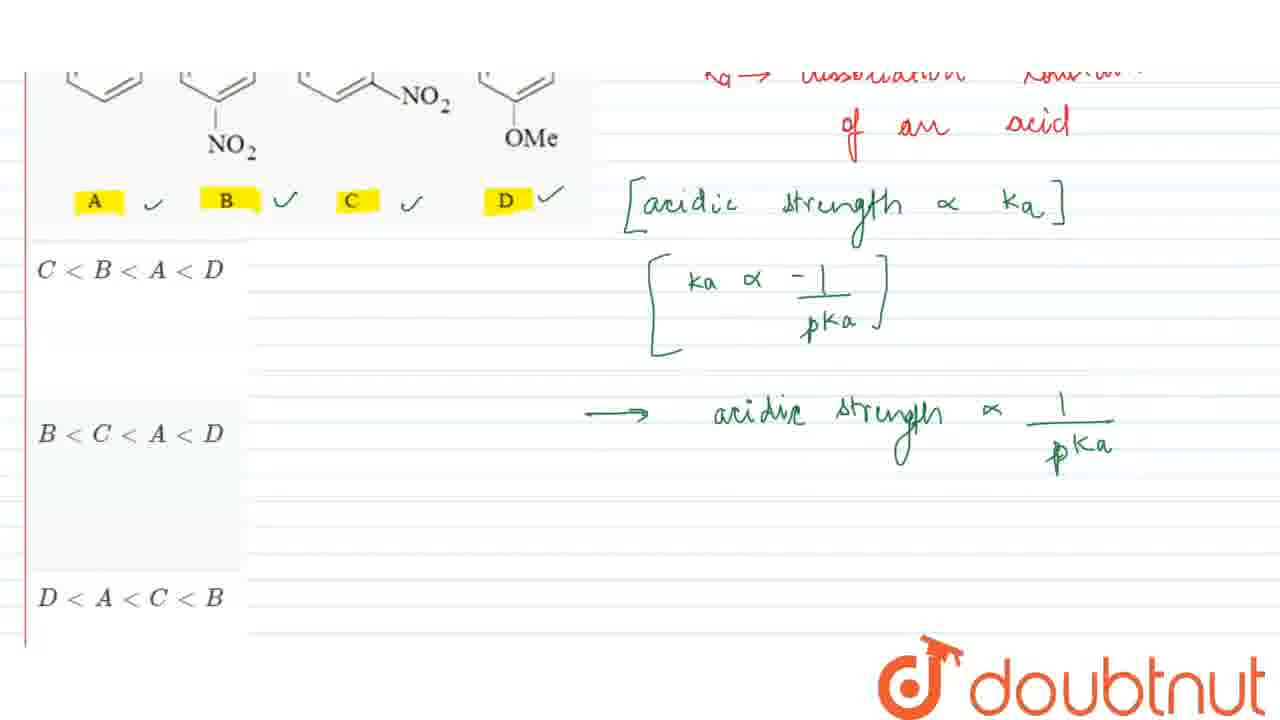 NO2
NO2
OMe
A B C D
of an acid
[acidic strength ∝ ka]
[ka ∝ -1/pKa]
C < B < A < D
→ acidic strength ∝ 1/pKa
B < C < A < D
D < A < C < B
doubtnut